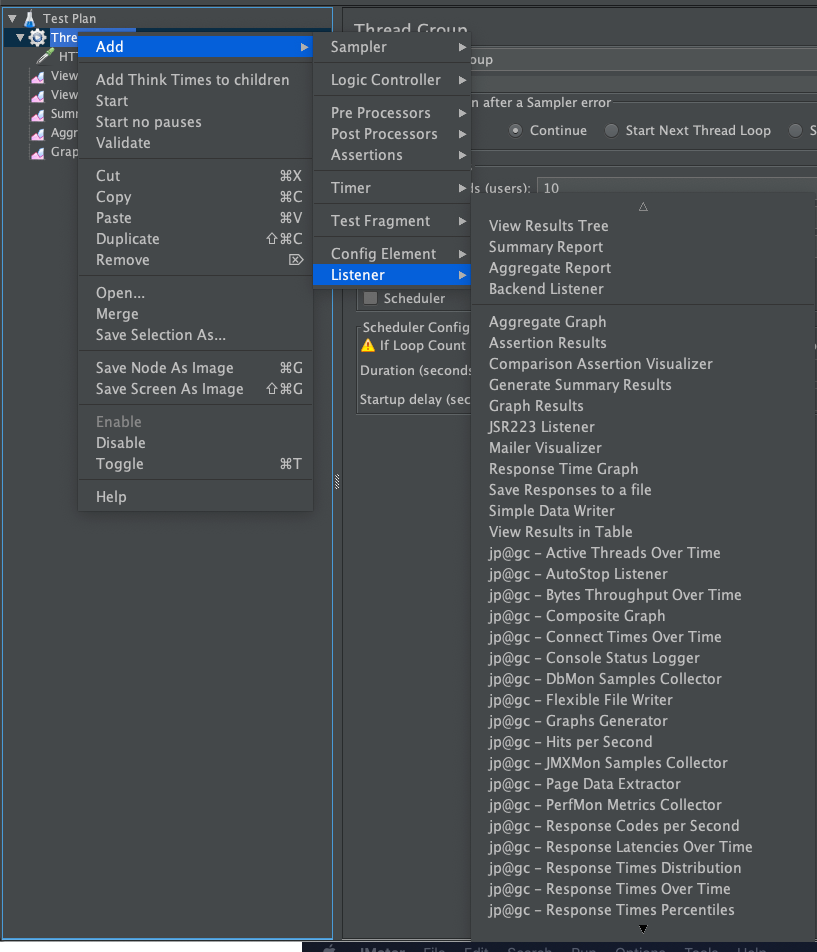 Test Plan
Thre
HT
View
View
Sum
Aggr
Grap
Add
Add Think Times to children
Start
Start no pauses
Validate
Cut ⌘X
Copy ⌘C
Paste ⌘V
Duplicate ⇧⌘C
Remove ⌦
Open...
Merge
Save Selection As...
Save Node As Image ⌘G
Save Screen As Image ⇧⌘G
Enable
Disable
Toggle ⌘T
Help
Sampler
Logic Controller
Pre Processors
Post Processors
Assertions
Timer
Test Fragment
Config Element
Listener
Thread Group
oup
n after a Sampler error
Continue Start Next Thread Loop S
s (users): 10
Scheduler
Scheduler Config
If Loop Count
Duration (seconds
Startup delay (sec
View Results Tree
Summary Report
Aggregate Report
Backend Listener
Aggregate Graph
Assertion Results
Comparison Assertion Visualizer
Generate Summary Results
Graph Results
JSR223 Listener
Mailer Visualizer
Response Time Graph
Save Responses to a file
Simple Data Writer
View Results in Table
jp@gc - Active Threads Over Time
jp@gc - AutoStop Listener
jp@gc - Bytes Throughput Over Time
jp@gc - Composite Graph
jp@gc - Connect Times Over Time
jp@gc - Console Status Logger
jp@gc - DbMon Samples Collector
jp@gc - Flexible File Writer
jp@gc - Graphs Generator
jp@gc - Hits per Second
jp@gc - JMXMon Samples Collector
jp@gc - Page Data Extractor
jp@gc - PerfMon Metrics Collector
jp@gc - Response Codes per Second
jp@gc - Response Latencies Over Time
jp@gc - Response Times Distribution
jp@gc - Response Times Over Time
jp@gc - Response Times Percentiles
JMeter File Edit Search Run Options Tools Help